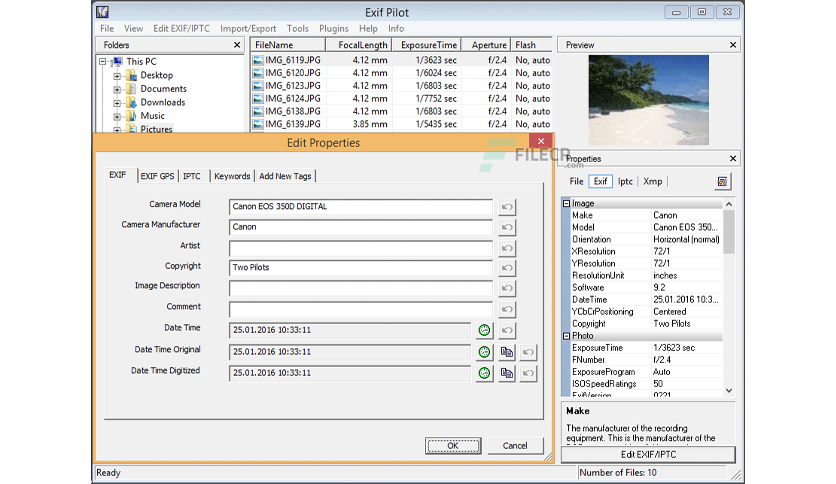 Exif Pilot
File View Edit EXIF/IPTC Import/Export Tools Plugins Help Info
Folders
This PC
Desktop
Documents
Downloads
Music
Pictures
FileName FocalLength ExposureTime Aperture Flash
IMG_6119.JPG 4.12 mm 1/3623 sec f/2.4 No, auto
IMG_6120.JPG 4.12 mm 1/6024 sec f/2.4 No, auto
IMG_6123.JPG 4.12 mm 1/6803 sec f/2.4 No, auto
IMG_6124.JPG 4.12 mm 1/7752 sec f/2.4 No, auto
IMG_6138.JPG 4.12 mm 1/6803 sec f/2.4 No, auto
IMG_6139.JPG 3.85 mm 1/5435 sec f/2.4 No, auto
Preview
Edit Properties
FILECR
.com
EXIF EXIF GPS IPTC Keywords Add New Tags
Camera Model Canon EOS 350D DIGITAL
Camera Manufacturer Canon
Artist
Copyright Two Pilots
Image Description
Comment
Date Time 25.01.2016 10:33:11
Date Time Original 25.01.2016 10:33:11
Date Time Digitized 25.01.2016 10:33:11
OK Cancel
Properties
File Exif Iptc Xmp
Image
Make Canon
Model Canon EOS 350...
Orientation Horizontal (normal)
XResolution 72/1
YResolution 72/1
ResolutionUnit inches
Software 9.2
DateTime 25.01.2016 10:3...
YCbCrPositioning Centered
Copyright Two Pilots
Photo
ExposureTime 1/3623 sec
FNumber f/2.4
ExposureProgram Auto
ISOSpeedRatings 50
ExifVersion 0221
Make
The manufacturer of the recording
equipment. This is the manufacturer of the
Edit EXIF/IPTC
Ready
Number of Files: 10